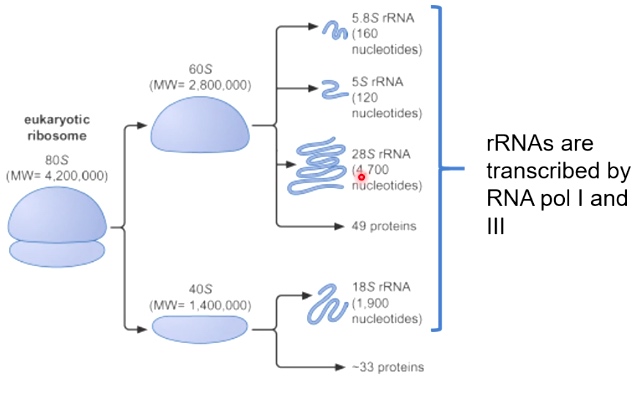 5.8S rRNA
(160
nucleotides)
60S
(MW= 2,800,000)
5S rRNA
(120
nucleotides)
eukaryotic
ribosome
80S
(MW= 4,200,000)
28S rRNA
(4,700
nucleotides)
rRNAs are
transcribed by
RNA pol I and
III
49 proteins
40S
(MW= 1,400,000)
18S rRNA
(1,900
nucleotides)
~33 proteins